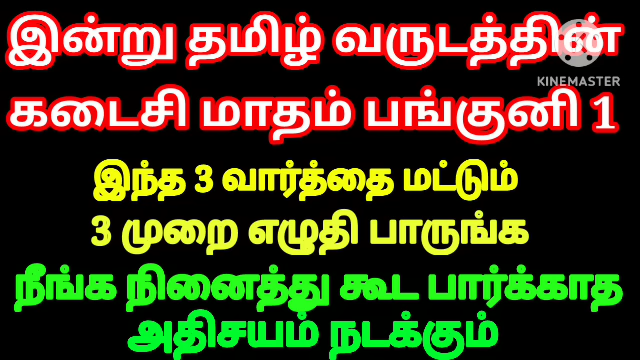 இன்று தமிழ் வருடத்தின்
KINEMASTER
கடைசி மாதம் பங்குனி 1
இந்த 3 வார்த்தை மட்டும்
3 முறை எழுதி பாருங்க
நீங்க நினைத்து கூட பார்க்காத
அதிசயம் நடக்கும்